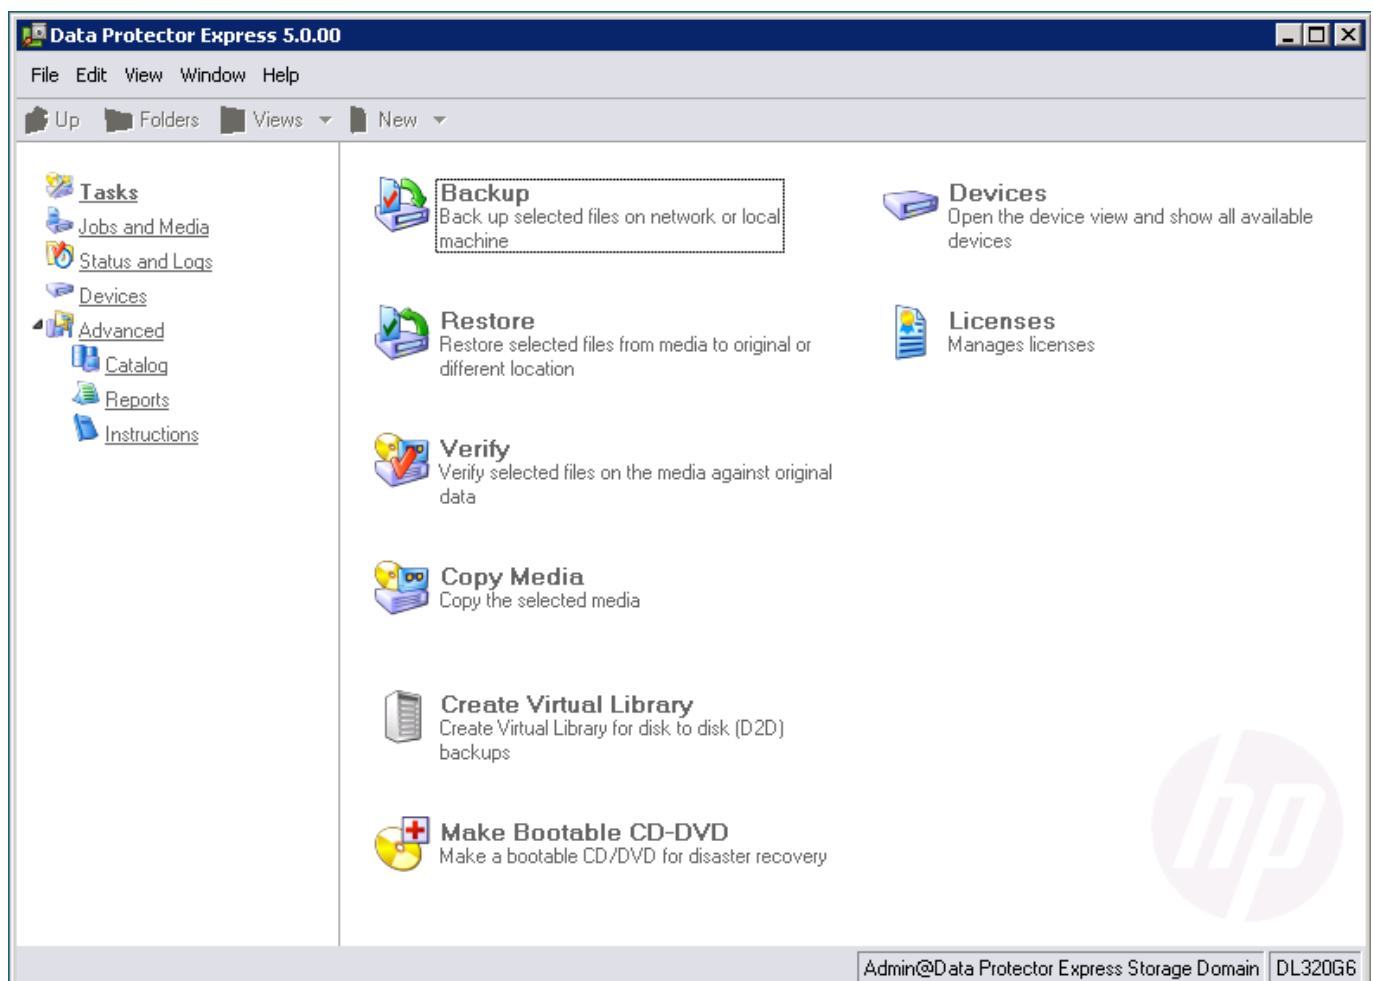 Data Protector Express 5.0.00
File Edit View Window Help
Up Folders Views New
Tasks
Jobs and Media
Status and Logs
Devices
Advanced
Catalog
Reports
Instructions
Backup
Back up selected files on network or local
machine
Restore
Restore selected files from media to original or
different location
Verify
Verify selected files on the media against original
data
Copy Media
Copy the selected media
Create Virtual Library
Create Virtual Library for disk to disk (D2D)
backups
Make Bootable CD-DVD
Make a bootable CD/DVD for disaster recovery
Devices
Open the device view and show all available
devices
Licenses
Manages licenses
hp
Admin@Data Protector Express Storage Domain DL320G6